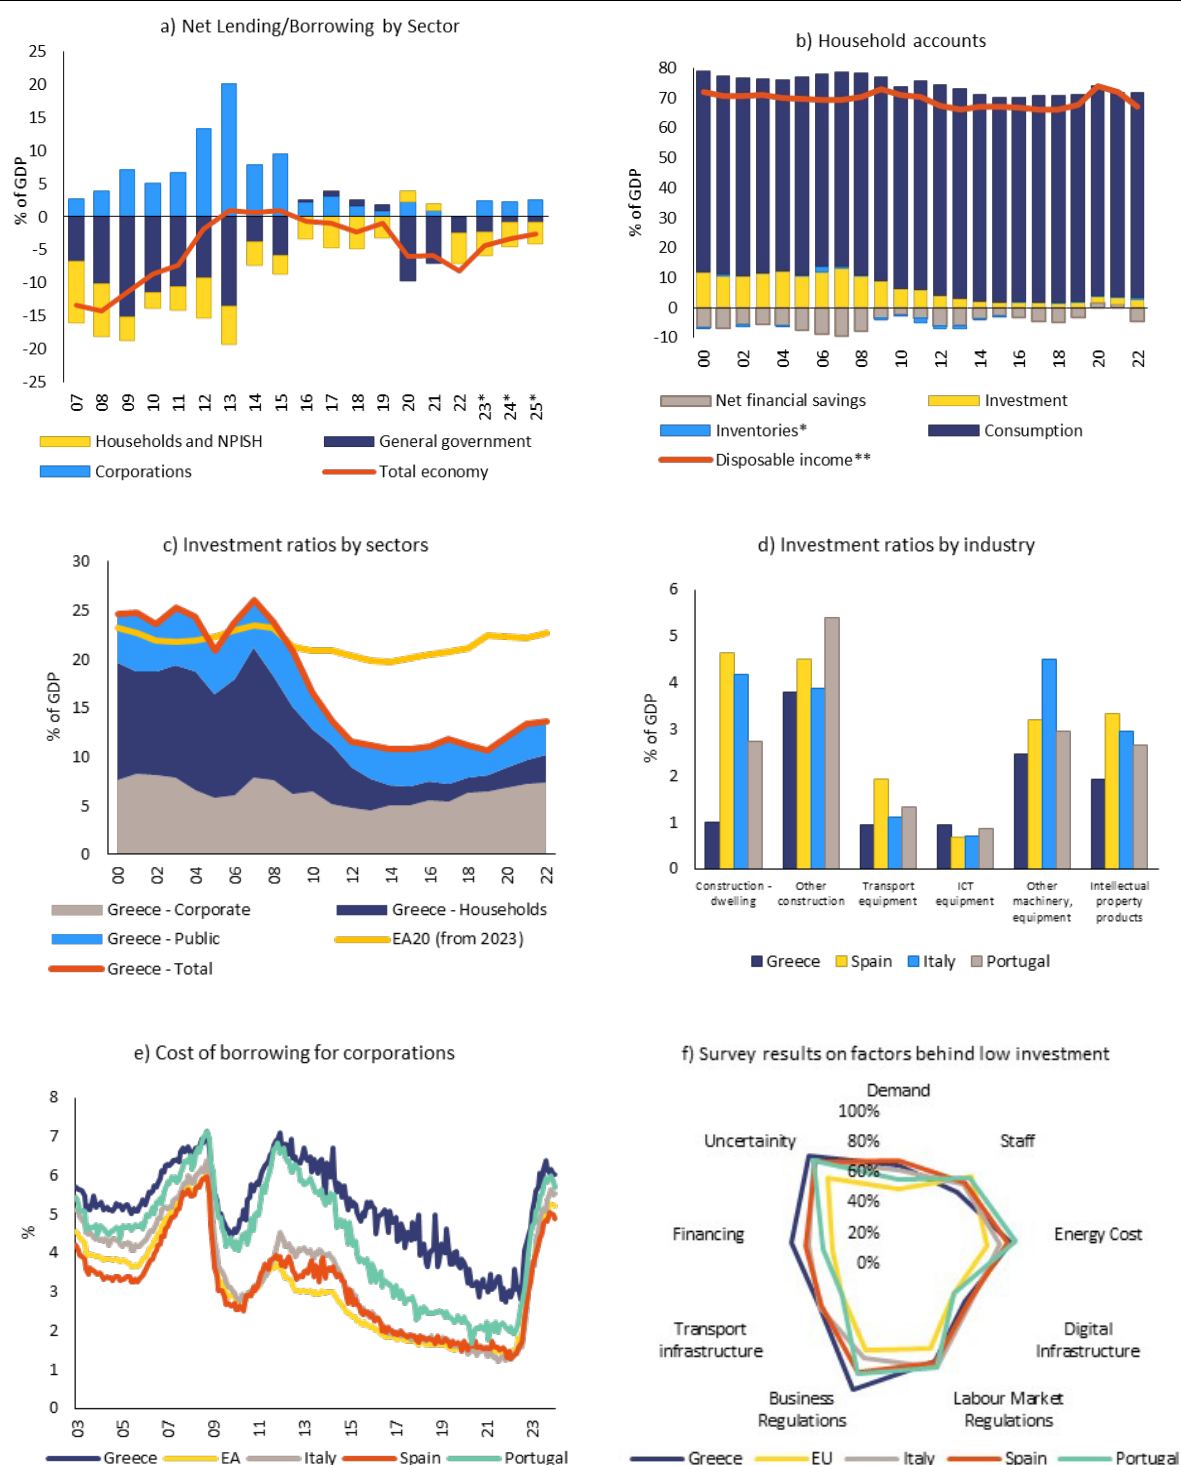 a) Net Lending/Borrowing by Sector
25
20
15
10
5
0
-5
-10
-15
-20
-25
% of GDP
07 08 09 10 11 12 13 14 15 16 17 18 19 20 21 22 23* 24* 25*
Households and NPISH General government
Corporations Total economy
b) Household accounts
80
70
60
50
40
30
20
10
0
-10
% of GDP
00 02 04 06 08 10 12 14 16 18 20 22
Net financial savings Investment
Inventories* Consumption
Disposable income**
c) Investment ratios by sectors
30
25
20
15
10
5
0
% of GDP
00 02 04 06 08 10 12 14 16 18 20 22
Greece - Corporate Greece - Households
Greece - Public EA20 (from 2023)
Greece - Total
d) Investment ratios by industry
6
5
4
3
2
1
0
% of GDP
Construction - dwelling
Other construction
Transport equipment
ICT equipment
Other machinery, equipment
Intellectual property products
Greece Spain Italy Portugal
e) Cost of borrowing for corporations
8
7
6
5
4
3
2
1
0
%
03 05 07 09 11 13 15 17 19 21 23
Greece EA Italy Spain Portugal
f) Survey results on factors behind low investment
Demand
100%
80%
60%
40%
20%
0%
Uncertainity
Staff
Financing
Energy Cost
Transport
infrastructure
Digital
Infrastructure
Business
Regulations
Labour Market
Regulations
Greece EU Italy Spain Portugal